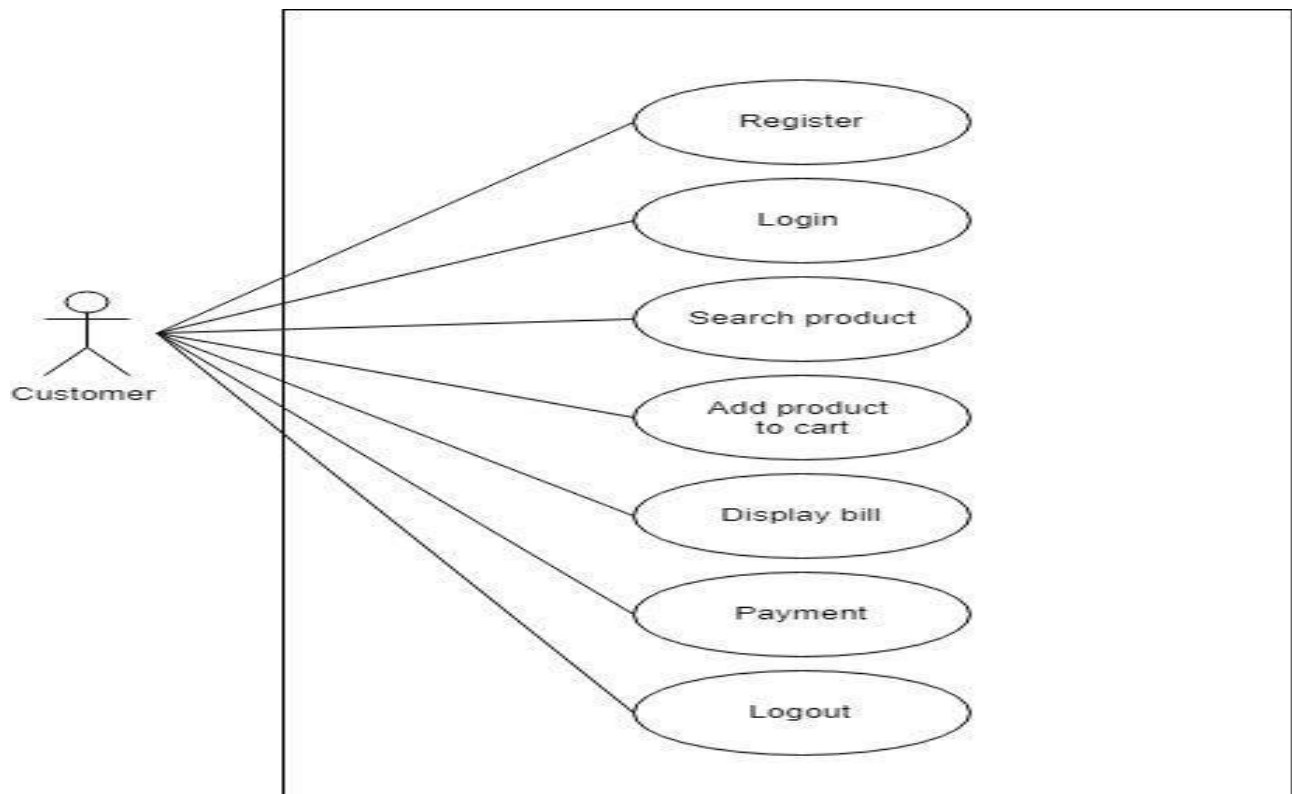 Register
Login
Search product
Customer
Add product
to cart
Display bill
Payment
Logout